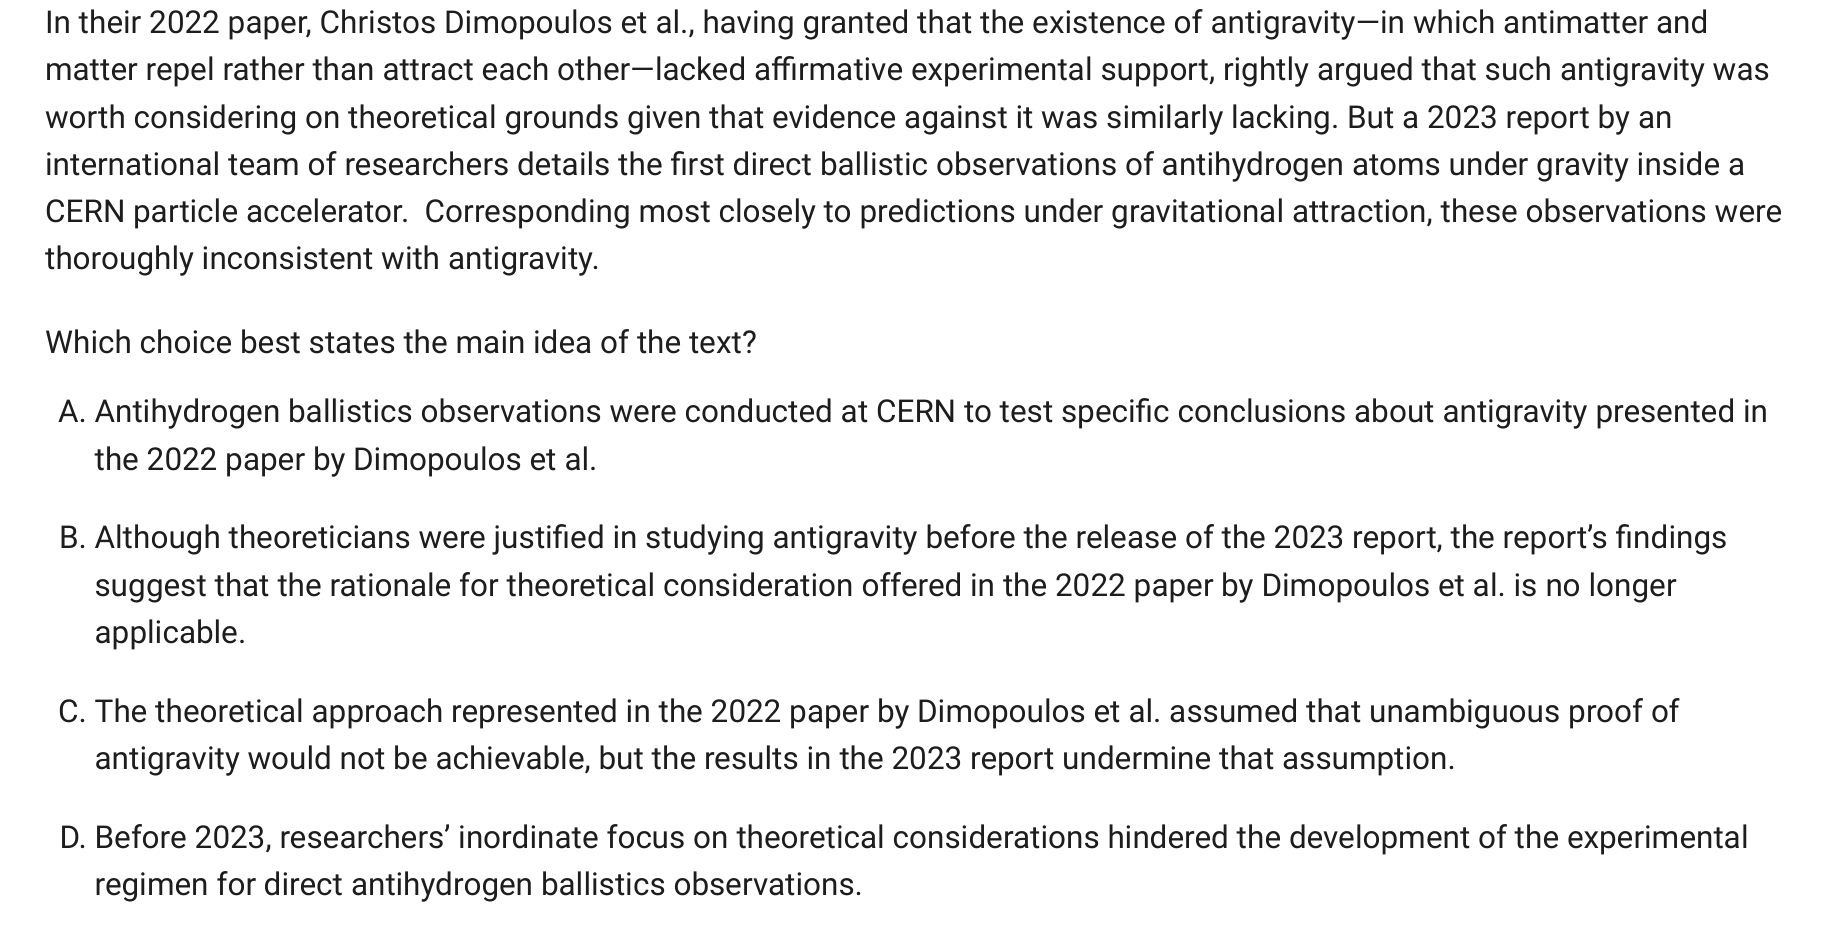 In their 2022 paper, Christos Dimopoulos et al., having granted that the existence of antigravity—in which antimatter and
matter repel rather than attract each other—lacked affirmative experimental support, rightly argued that such antigravity was
worth considering on theoretical grounds given that evidence against it was similarly lacking. But a 2023 report by an
international team of researchers details the first direct ballistic observations of antihydrogen atoms under gravity inside a
CERN particle accelerator.  Corresponding most closely to predictions under gravitational attraction, these observations were
thoroughly inconsistent with antigravity.
Which choice best states the main idea of the text?
A. Antihydrogen ballistics observations were conducted at CERN to test specific conclusions about antigravity presented in
the 2022 paper by Dimopoulos et al.
B. Although theoreticians were justified in studying antigravity before the release of the 2023 report, the report’s findings
suggest that the rationale for theoretical consideration offered in the 2022 paper by Dimopoulos et al. is no longer
applicable.
C. The theoretical approach represented in the 2022 paper by Dimopoulos et al. assumed that unambiguous proof of
antigravity would not be achievable, but the results in the 2023 report undermine that assumption.
D. Before 2023, researchers’ inordinate focus on theoretical considerations hindered the development of the experimental
regimen for direct antihydrogen ballistics observations.